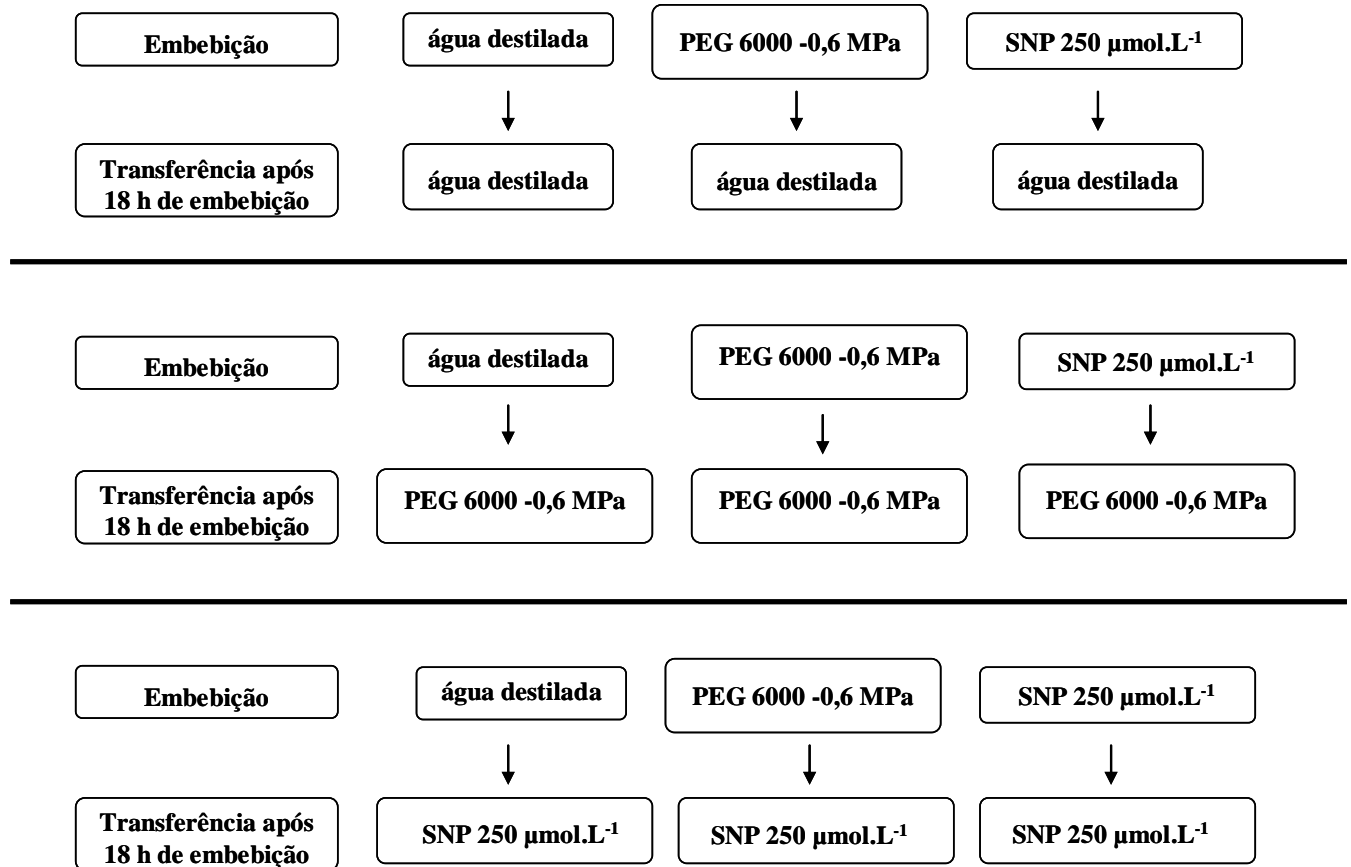 Embebição
água destilada
PEG 6000 -0,6 MPa
SNP 250 µmol.L⁻¹
Transferência após
18 h de embebição
água destilada
água destilada
água destilada
Embebição
água destilada
PEG 6000 -0,6 MPa
SNP 250 µmol.L⁻¹
Transferência após
18 h de embebição
PEG 6000 -0,6 MPa
PEG 6000 -0,6 MPa
PEG 6000 -0,6 MPa
Embebição
água destilada
PEG 6000 -0,6 MPa
SNP 250 µmol.L⁻¹
Transferência após
18 h de embebição
SNP 250 µmol.L⁻¹
SNP 250 µmol.L⁻¹
SNP 250 µmol.L⁻¹